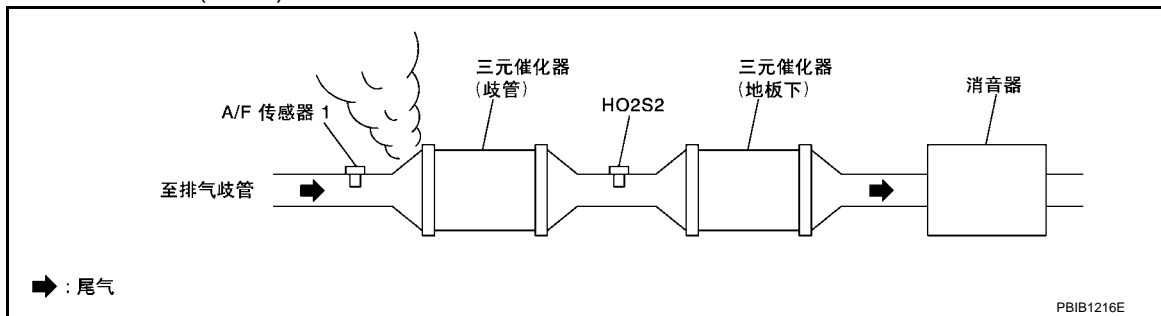 三元催化器
(歧管)
三元催化器
(地板下)
消音器
A/F 传感器 1
HO2S2
至排气歧管
: 尾气
PBIB1216E